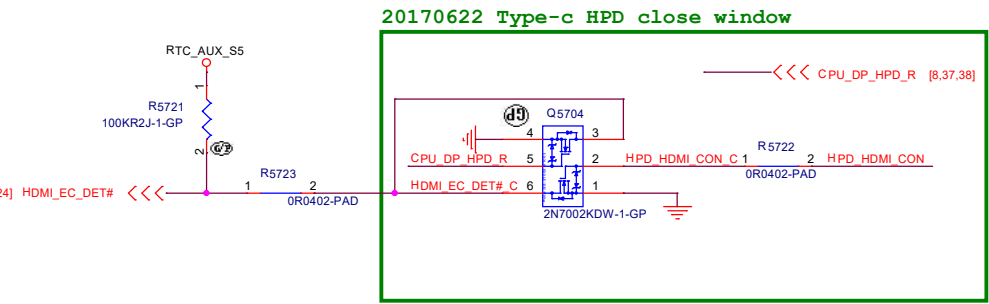 20170622 Type-c HPD close window
RTC_AUX_S5
CPU_DP_HPD_R [8,37,38]
1
R5721
100KR2J-1-GP
2
G/P
GP
Q5704
4 3
CPU_DP_HPD_R 5 2 HPD_HDMI_CON_C 1 R5722 2 HPD_HDMI_CON
0R0402-PAD
24] HDMI_EC_DET# 1 R5723 2 HDMI_EC_DET#_C 6 1
0R0402-PAD
2N7002KDW-1-GP